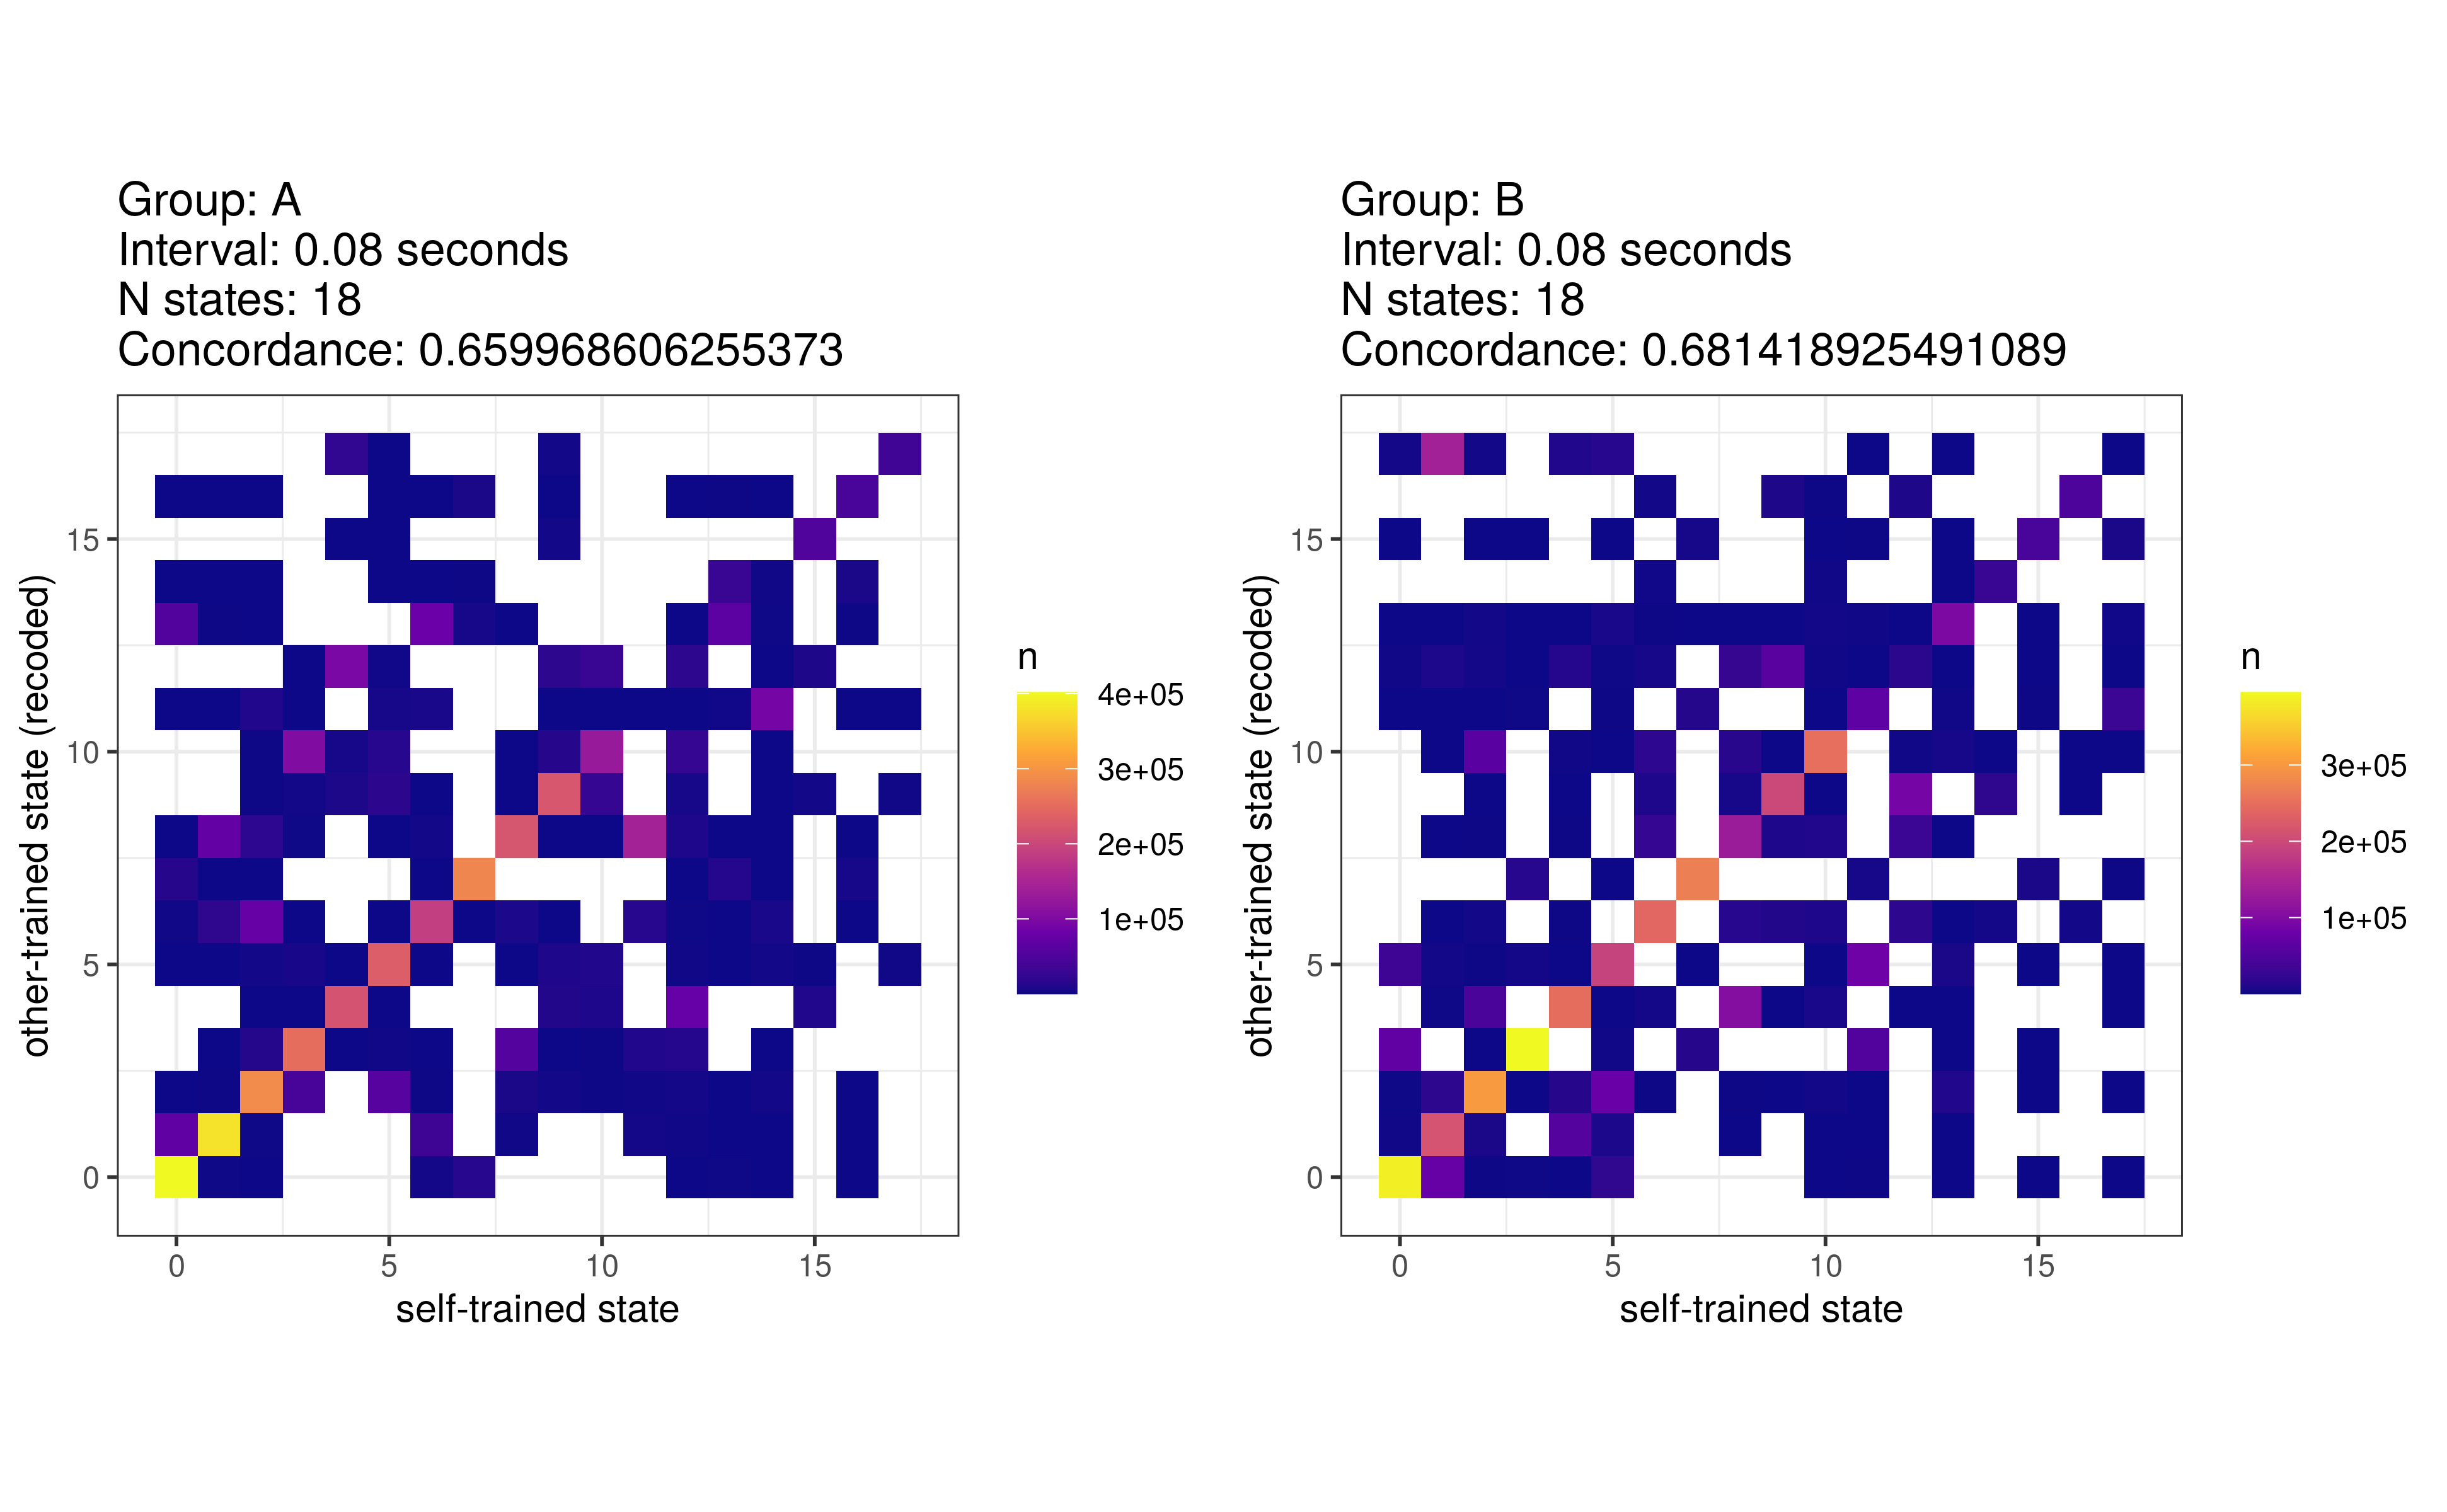 Group: A
Interval: 0.08 seconds
N states: 18
Concordance: 0.659968606255373
other-trained state (recoded)
15
10
5
0
0 5 10 15
self-trained state
n
4e+05
3e+05
2e+05
1e+05
Group: B
Interval: 0.08 seconds
N states: 18
Concordance: 0.681418925491089
other-trained state (recoded)
15
10
5
0
0 5 10 15
self-trained state
n
3e+05
2e+05
1e+05